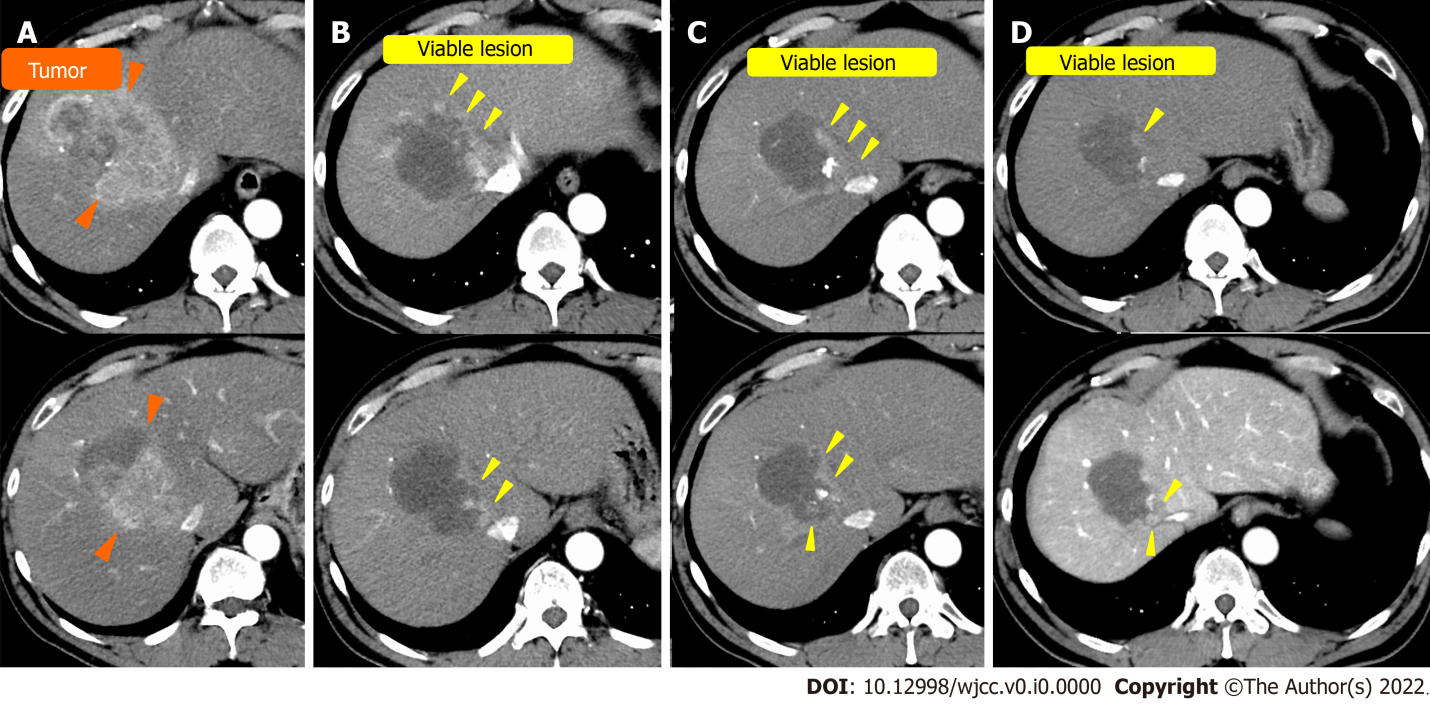 A
Tumor
B
Viable lesion
C
Viable lesion
D
Viable lesion
DOI: 10.12998/wjcc.v0.i0.0000 Copyright ©The Author(s) 2022.